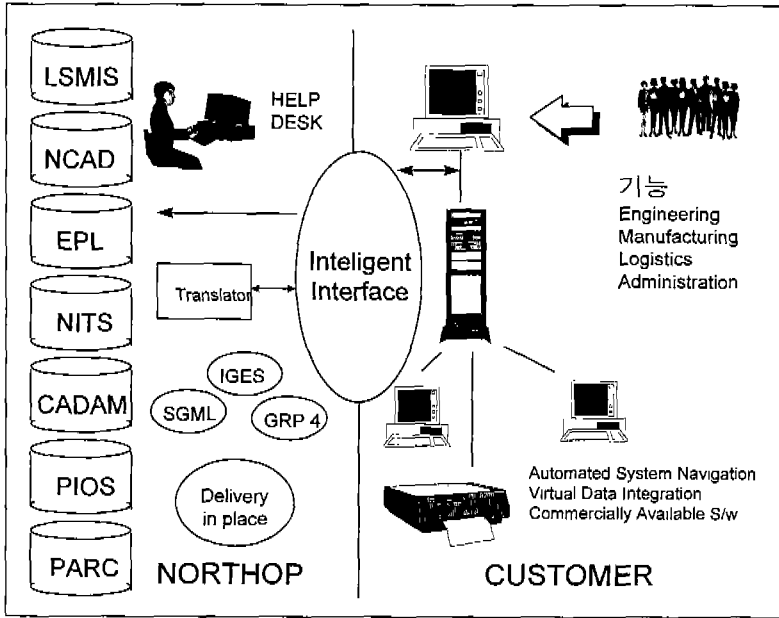 LSMIS
NCAD
EPL
NITS
CADAM
PIOS
PARC
HELP
DESK
Translator
IGES
SGML
GRP 4
Delivery
in place
NORTHOP
Inteligent
Interface
기능
Engineering
Manufacturing
Logistics
Administration
Automated System Navigation
Virtual Data Integration
Commercially Available S/w
CUSTOMER